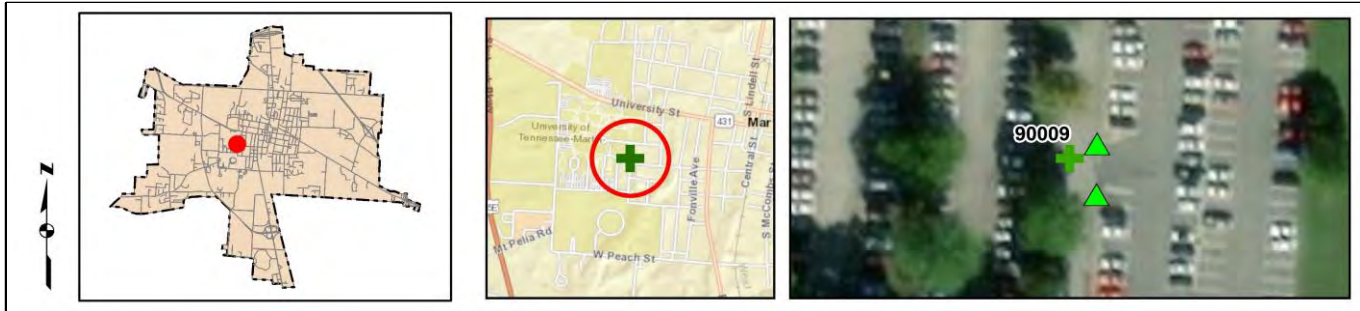 N
University St
S Lindell St
431
Mar
University of
Tennessee-Mart
Central St
Fonville Ave
S McCombs St
Mt Pelia Rd
W Peach St
90009